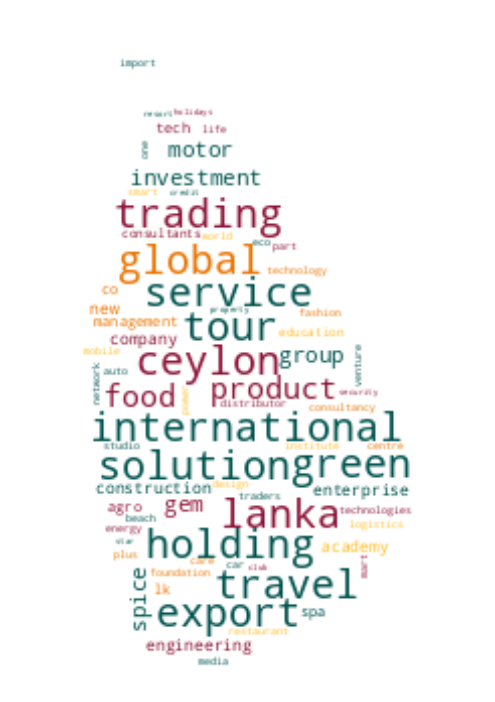 import
resort holidays
tech life
one
motor
investment
smart credit
trading
consultants world
eco part
global
technology
co service
property
new fashion
management tour
education
company
mobile ceylon group
venture
network auto
food product security
power distributor
consultancy
international
studio institute centre
solution green
construction design
enterprise
traders
agro gem lanka technologies
beach logistics
energy
star holding academy
plus care car club
mart
foundation travel
spice lk
export spa
restaurant
engineering
media